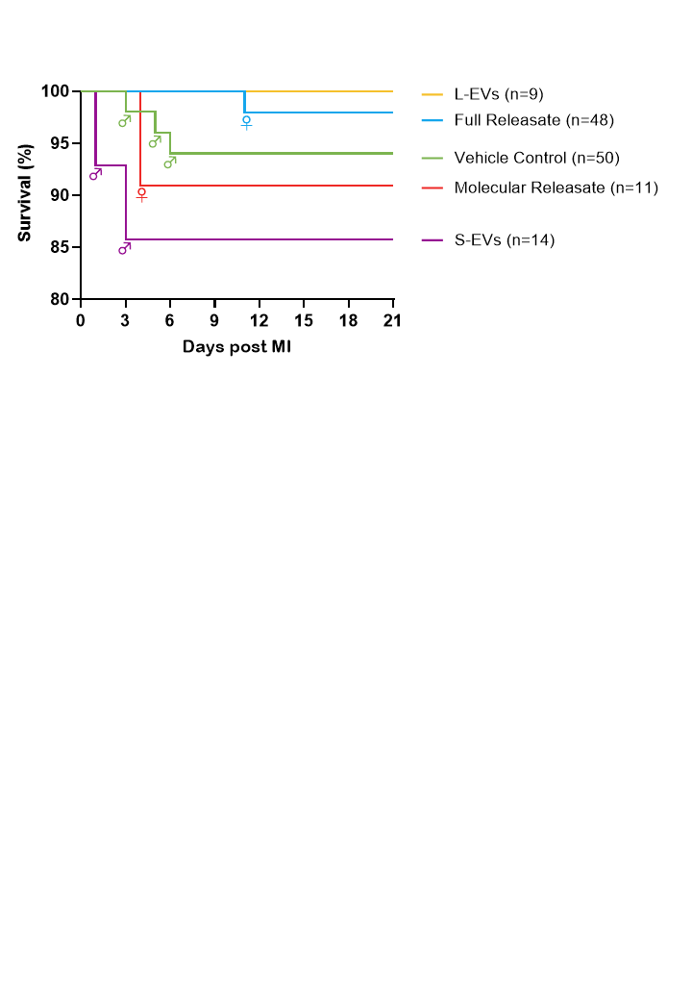 100
95
90
85
80
Survival (%)
♂ ♂ ♂ ♂ ♂ ♀ ♀
0 3 6 9 12 15 18 21
Days post MI
L-EVs (n=9)
Full Releasate (n=48)
Vehicle Control (n=50)
Molecular Releasate (n=11)
S-EVs (n=14)